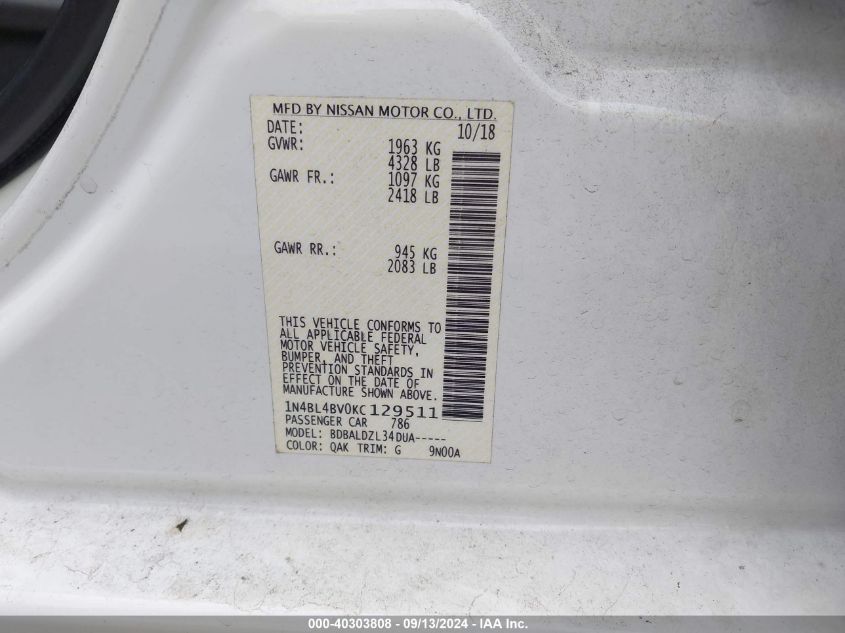 MFD BY NISSAN MOTOR CO., LTD.
DATE: 10/18
GVWR: 1963 KG
4328 LB
GAWR FR.: 1097 KG
2418 LB
GAWR RR.: 945 KG
2083 LB
THIS VEHICLE CONFORMS TO
ALL APPLICABLE FEDERAL
MOTOR VEHICLE SAFETY,
BUMPER, AND THEFT
PREVENTION STANDARDS IN
EFFECT ON THE DATE OF
MANUFACTURE SHOWN ABOVE.
1N4BL4BV0KC129511
PASSENGER CAR 786
MODEL: BDBALDZL34DUA-----
COLOR: QAK TRIM: G 9N00A
000-40303808 - 09/13/2024 - IAA Inc.